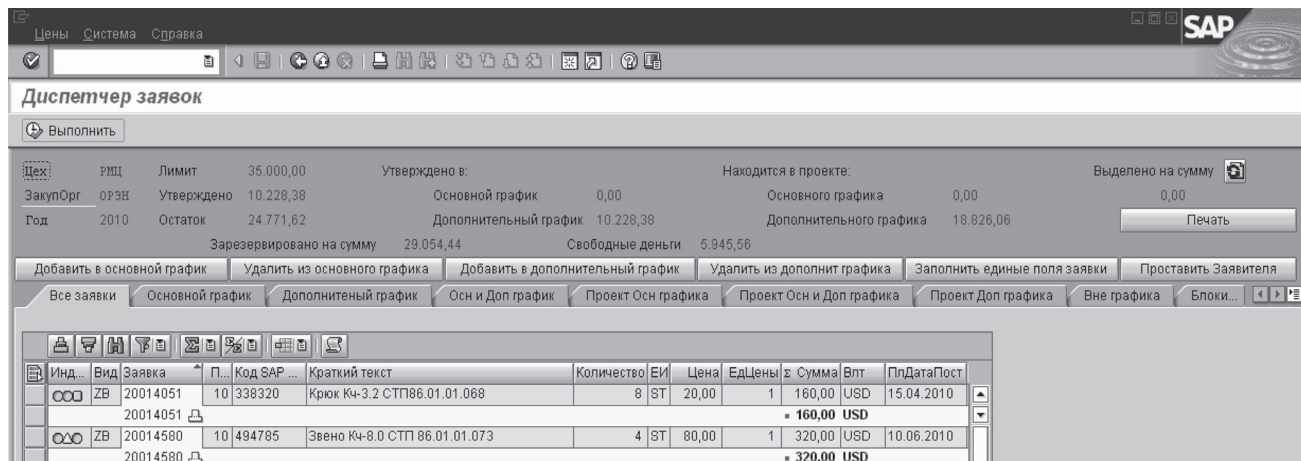 Цены Система Справка SAP
Диспетчер заявок
Выполнить
Цех РМЦ Лимит 35.000,00 Утверждено в: Находится в проекте: Выделено на сумму
ЗакупОрг ОРЭН Утверждено 10.228,38 Основной график 0,00 Основного графика 0,00 0,00
Год 2010 Остаток 24.771,62 Дополнительный график 10.228,38 Дополнительного графика 18.826,06 Печать
Зарезервировано на сумму 29.054,44 Свободные деньги 5.945,56
Добавить в основной график Удалить из основного графика Добавить в дополнительный график Удалить из дополнит графика Заполнить единые поля заявки Проставить Заявителя
Все заявки Основной график Дополнитеный график Осн и Доп график Проект Осн графика Проект Осн и Доп графика Проект Доп графика Вне графика Блоки...
Инд... Вид Заявка П... Код SAP ... Краткий текст Количество ЕИ Цена ЕдЦены Σ Сумма Влт ПлДатаПост
ZB 20014051 10 338320 Крюк Кч-3.2 СТП86.01.01.068 8 ST 20,00 1 160,00 USD 15.04.2010
20014051 160,00 USD
ZB 20014580 10 494785 Звено Кч-8.0 СТП 86.01.01.073 4 ST 80,00 1 320,00 USD 10.06.2010
20014580 320,00 USD